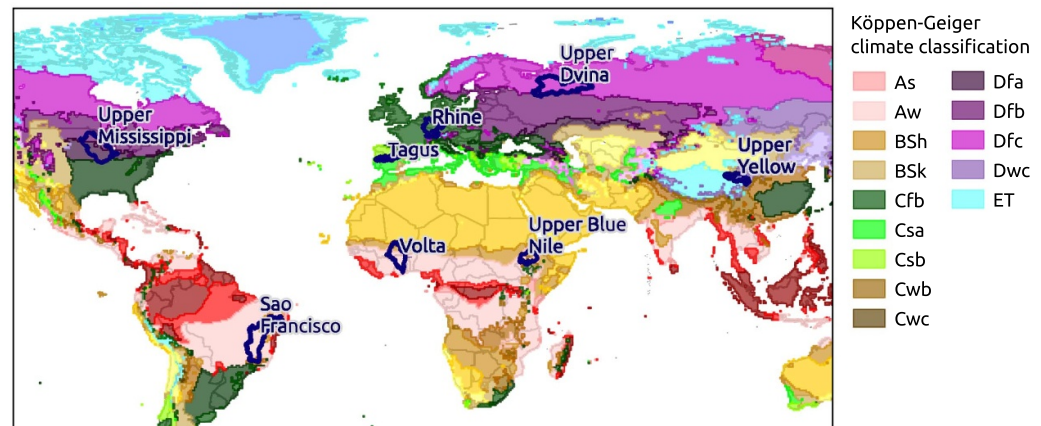 Köppen-Geiger
climate classification
As
Aw
BSh
BSk
Cfb
Csa
Csb
Cwb
Cwc
Dfa
Dfb
Dfc
Dwc
ET
Upper
Dvina
Upper
Mississippi
Rhine
Tagus
Upper
Yellow
Volta
Upper Blue
Nile
Sao
Francisco